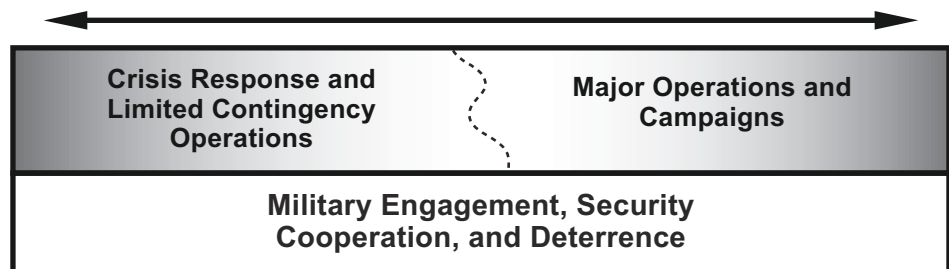 Crisis Response and
Limited Contingency
Operations
Major Operations and
Campaigns
Military Engagement, Security
Cooperation, and Deterrence